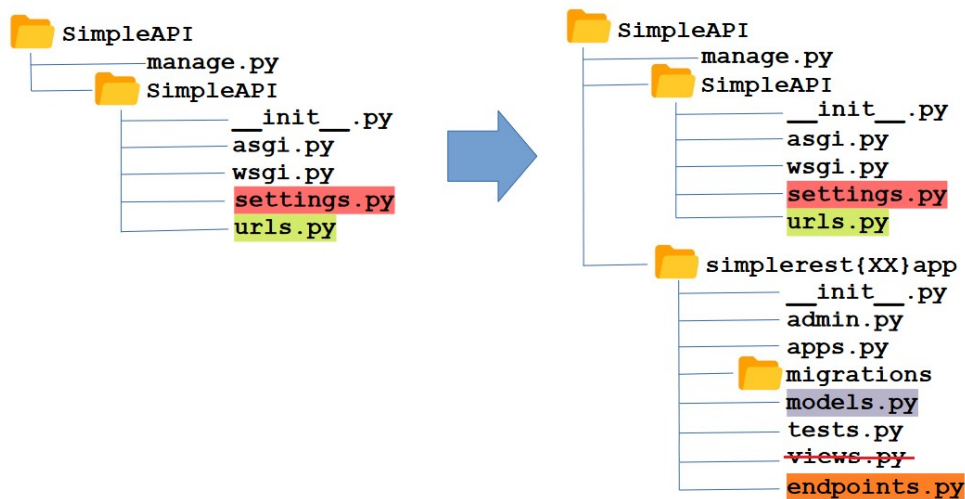 SimpleAPI
manage.py
SimpleAPI
__init__.py
asgi.py
wsgi.py
settings.py
urls.py
SimpleAPI
manage.py
SimpleAPI
__init__.py
asgi.py
wsgi.py
settings.py
urls.py
simplerest{XX}app
__init__.py
admin.py
apps.py
migrations
models.py
tests.py
views.py
endpoints.py